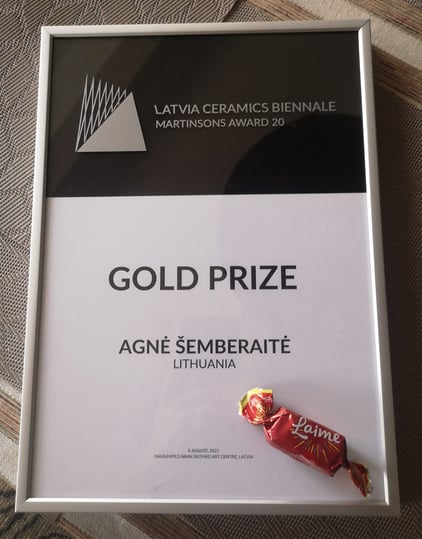 LATVIA CERAMICS BIENNALE
MARTINSONS AWARD 20
GOLD PRIZE
AGNĖ ŠEMBERAITĖ
LITHUANIA
6 AUGUST, 2021
DAUGAVPILS MARK ROTHKO ART CENTRE, LATVIA
Laime